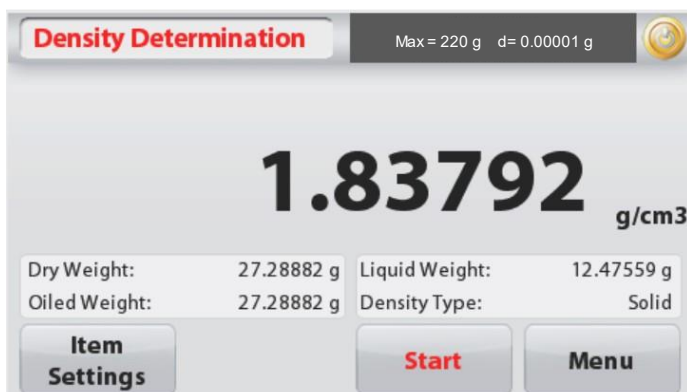 Density Determination
Max = 220 g d= 0.00001 g
1.83792
g/cm3
Dry Weight: 27.28882 g Liquid Weight: 12.47559 g
Oiled Weight: 27.28882 g Density Type: Solid
Item
Settings
Start
Menu